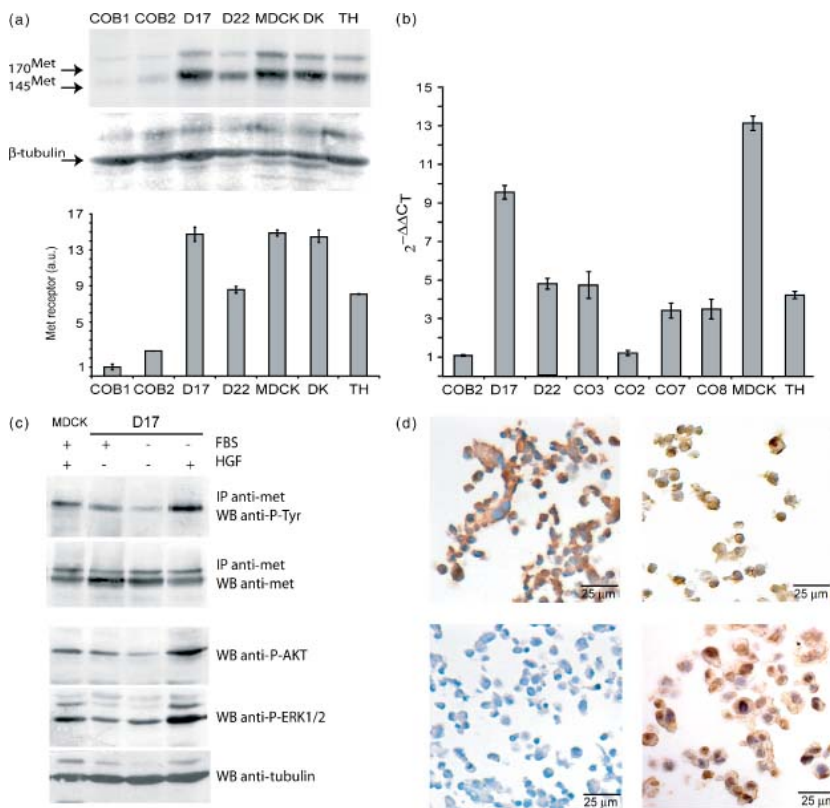 (a)
COB1 COB2 D17 D22 MDCK DK TH
170Met
145Met
β-tubulin
Met receptor (a.u.)
17
13
9
5
1
COB1 COB2 D17 D22 MDCK DK TH
(b)
2−ΔΔCT
15
13
11
9
7
5
3
1
COB2 D17 D22 CO3 CO2 CO7 CO8 MDCK TH
(c)
MDCK D17
+ + - - FBS
+ - - + HGF
IP anti-met
WB anti-P-Tyr
IP anti-met
WB anti-met
WB anti-P-AKT
WB anti-P-ERK1/2
WB anti-tubulin
(d)
25 µm
25 µm
25 µm
25 µm